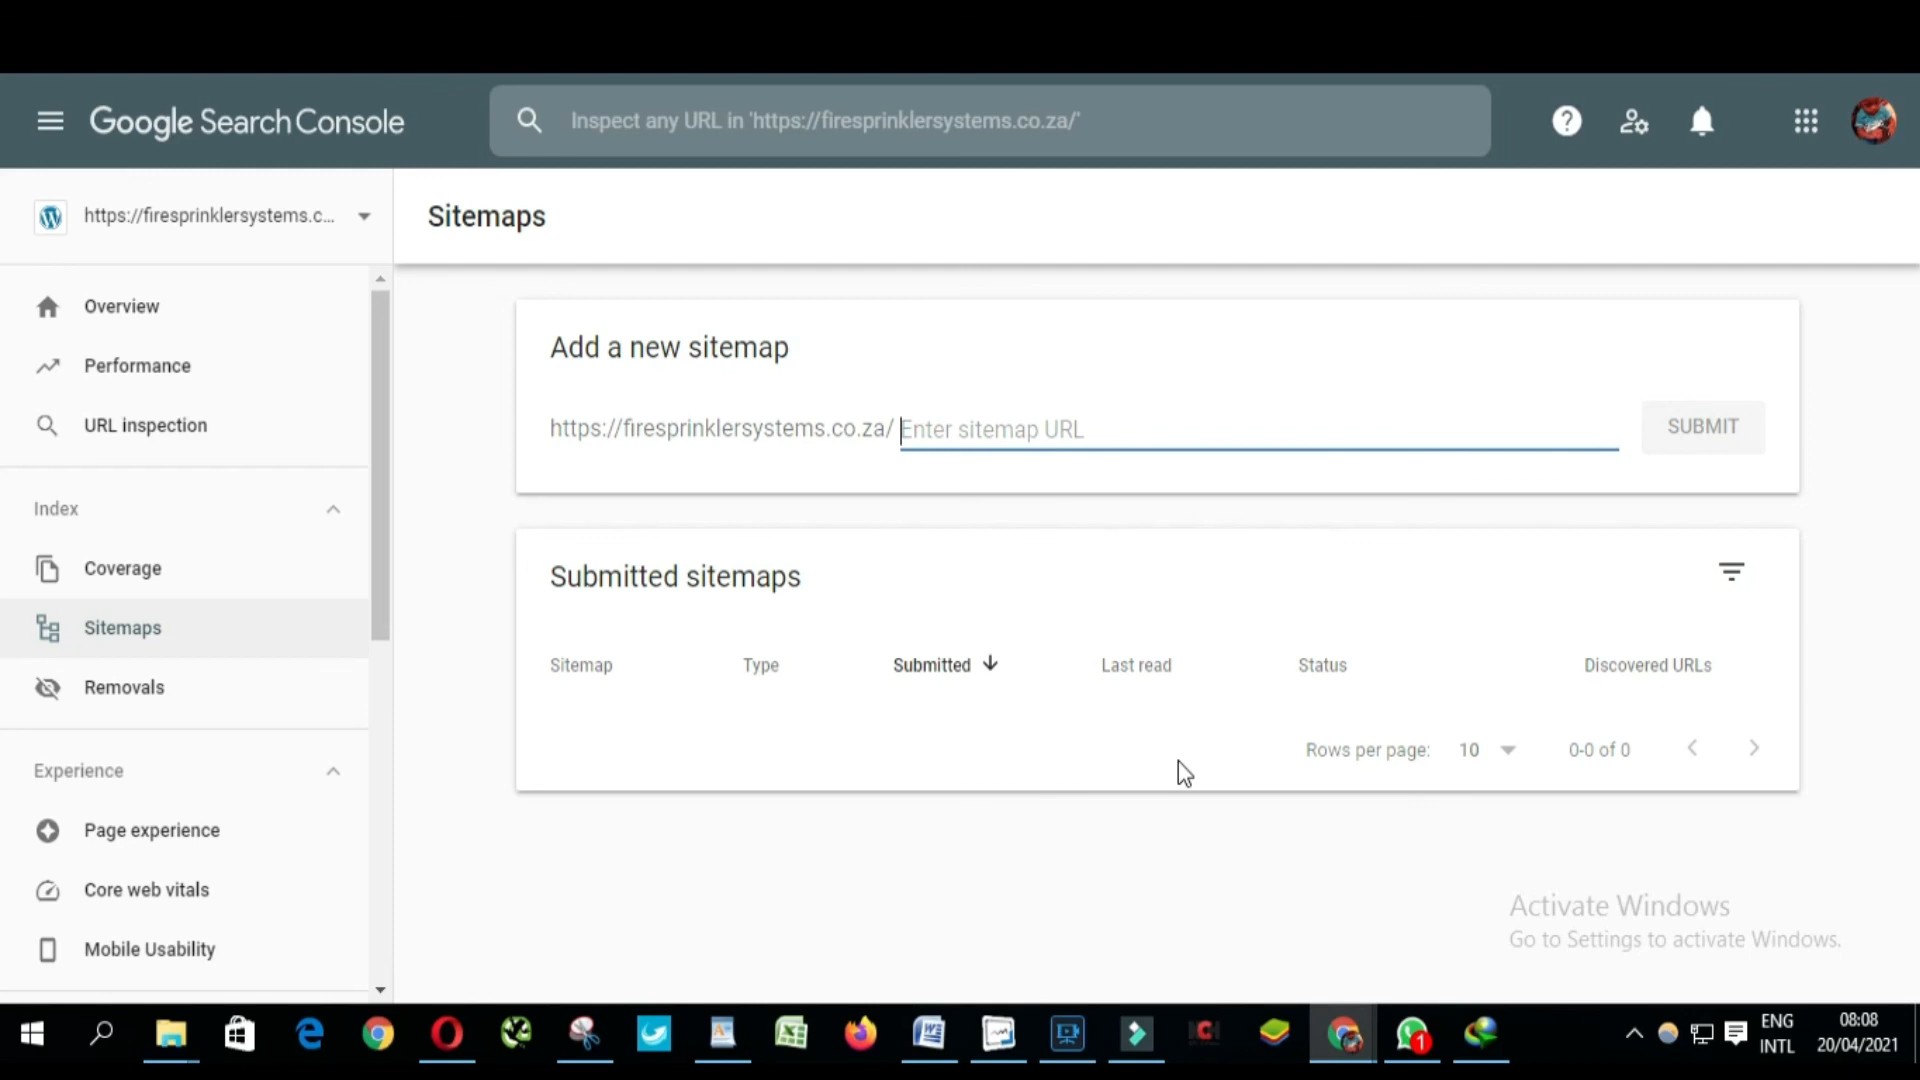 Google Search Console
Inspect any URL in 'https://firesprinklersystems.co.za/'
https://firesprinklersystems.c...
Sitemaps
Overview
Performance
URL inspection
Index
Coverage
Sitemaps
Removals
Experience
Page experience
Core web vitals
Mobile Usability
Add a new sitemap
https://firesprinklersystems.co.za/ Enter sitemap URL
SUBMIT
Submitted sitemaps
Sitemap Type Submitted Last read Status Discovered URLs
Rows per page: 10 0-0 of 0
Activate Windows
Go to Settings to activate Windows.
1
ENG
INTL
08:08
20/04/2021